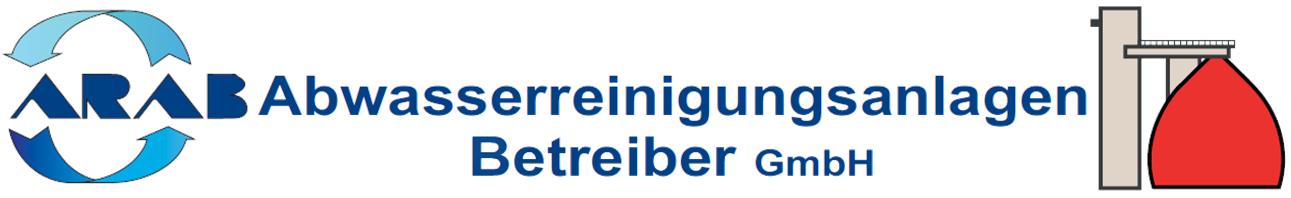 ARAB Abwasserreinigungsanlagen
Betreiber GmbH